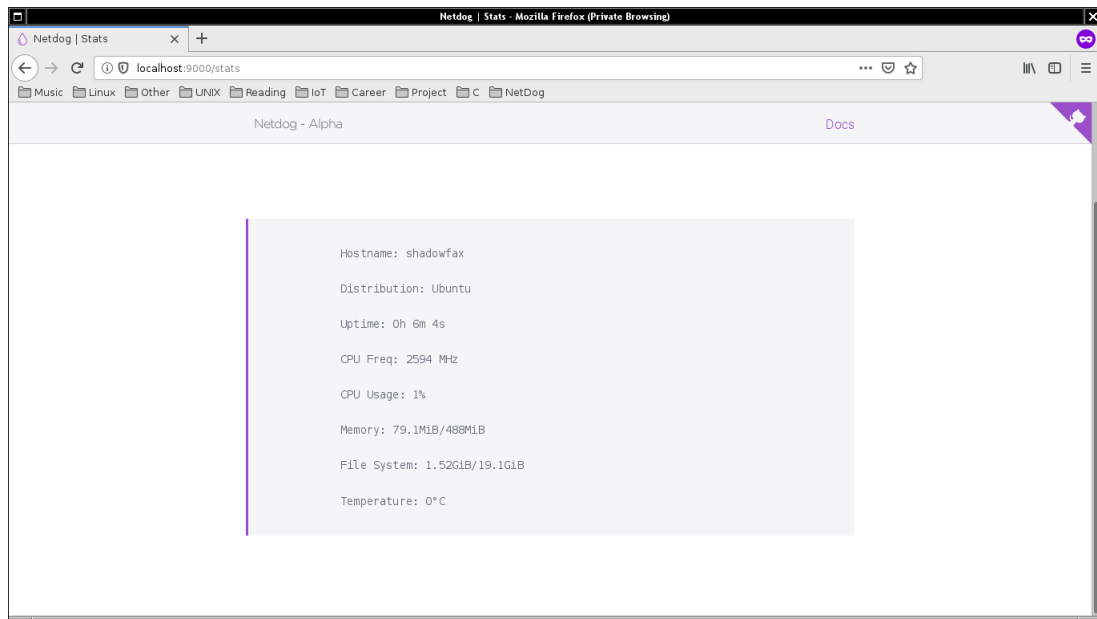 Netdog | Stats - Mozilla Firefox (Private Browsing)
Netdog | Stats
localhost:9000/stats
Music Linux Other UNIX Reading IoT Career Project C NetDog
Netdog - Alpha Docs
Hostname: shadowfax
Distribution: Ubuntu
Uptime: 0h 6m 4s
CPU Freq: 2594 MHz
CPU Usage: 1%
Memory: 79.1MiB/488MiB
File System: 1.52GiB/19.1GiB
Temperature: 0°C